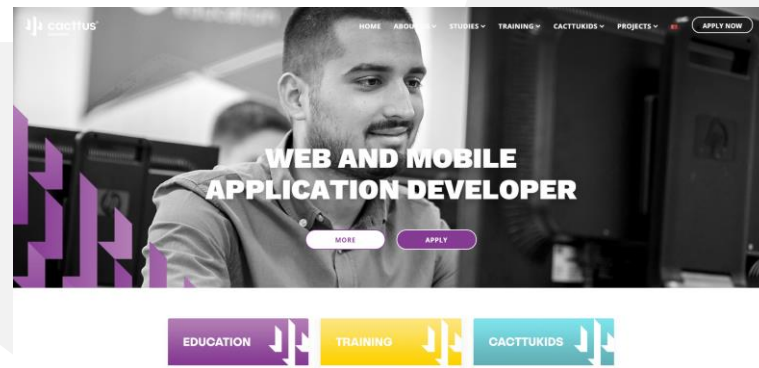 cacttus
HOME ABOUT US STUDIES TRAINING CACTTUKIDS PROJECTS APPLY NOW
WEB AND MOBILE
APPLICATION DEVELOPER
MORE APPLY
EDUCATION TRAINING CACTTUKIDS